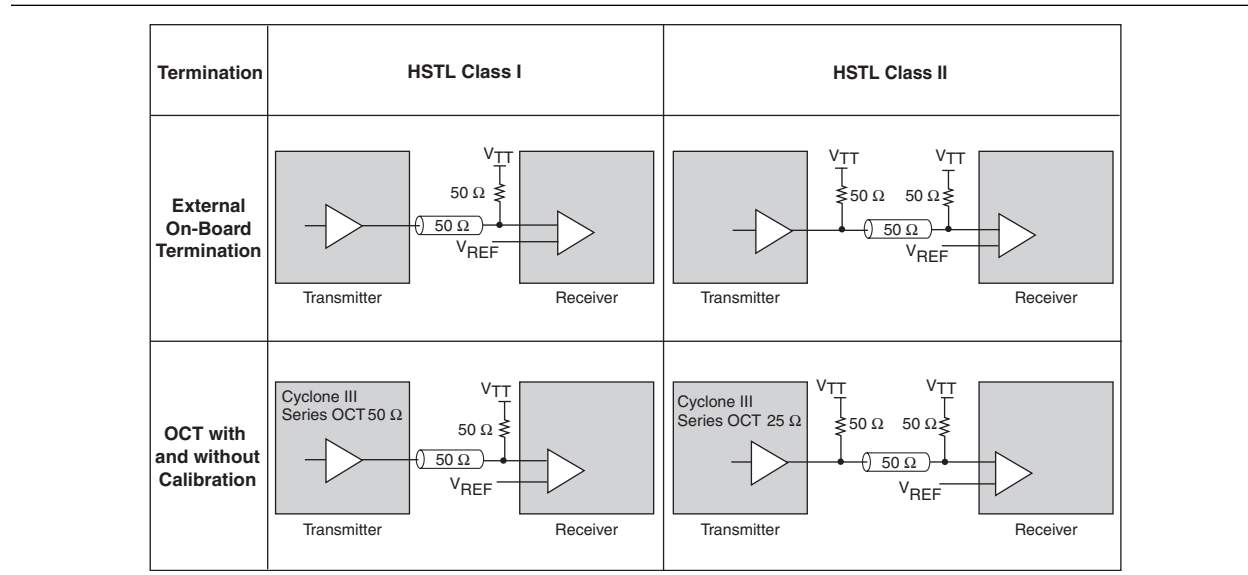 Termination
HSTL Class I
HSTL Class II
External
On-Board
Termination
VTT
50 Ω
50 Ω
VREF
Transmitter
Receiver
VTT
VTT
50 Ω
50 Ω
50 Ω
VREF
Transmitter
Receiver
OCT with
and without
Calibration
Cyclone III
Series OCT 50 Ω
VTT
50 Ω
50 Ω
VREF
Transmitter
Receiver
Cyclone III
Series OCT 25 Ω
VTT
VTT
50 Ω
50 Ω
50 Ω
VREF
Transmitter
Receiver